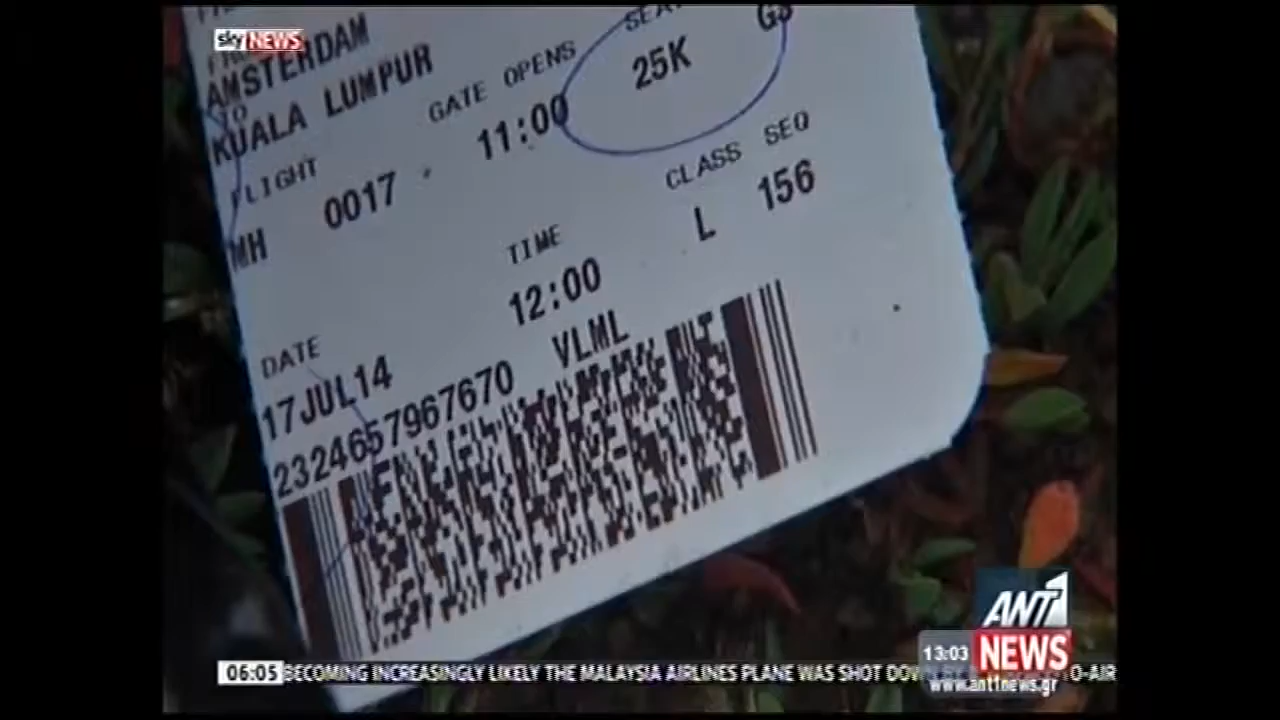 sky NEWS
SEAT
AMSTERDAM
TO
KUALA LUMPUR
GATE OPENS
11:00
25K
FLIGHT
MH 0017
CLASS SEQ
L 156
TIME
12:00
DATE
17JUL14
2324657967670 VLML
ANT1
NEWS
13:03
www.ant1news.gr
06:05 BECOMING INCREASINGLY LIKELY THE MALAYSIA AIRLINES PLANE WAS SHOT DOWN O-AIR